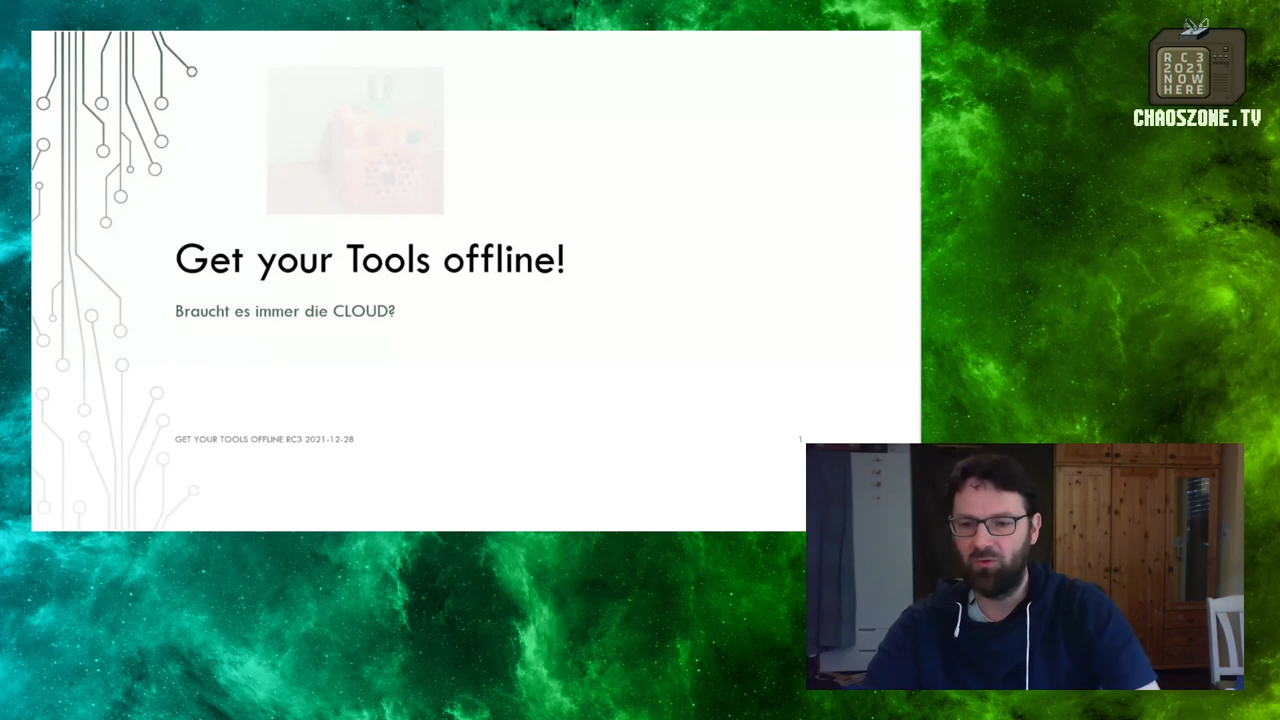 RC3
2021
NOW
HERE
CHAOSZONE.TV
Get your Tools offline!
Braucht es immer die CLOUD?
GET YOUR TOOLS OFFLINE RC3 2021-12-28
1